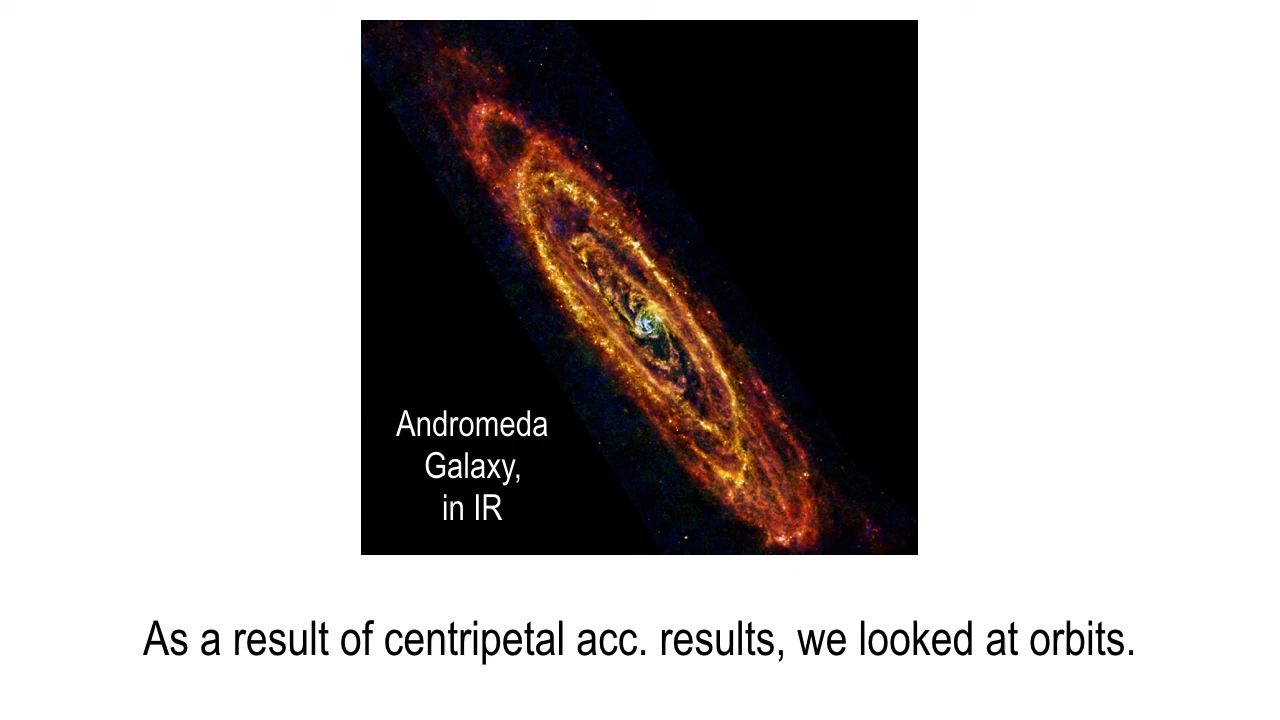 Andromeda
Galaxy,
in IR
As a result of centripetal acc. results, we looked at orbits.